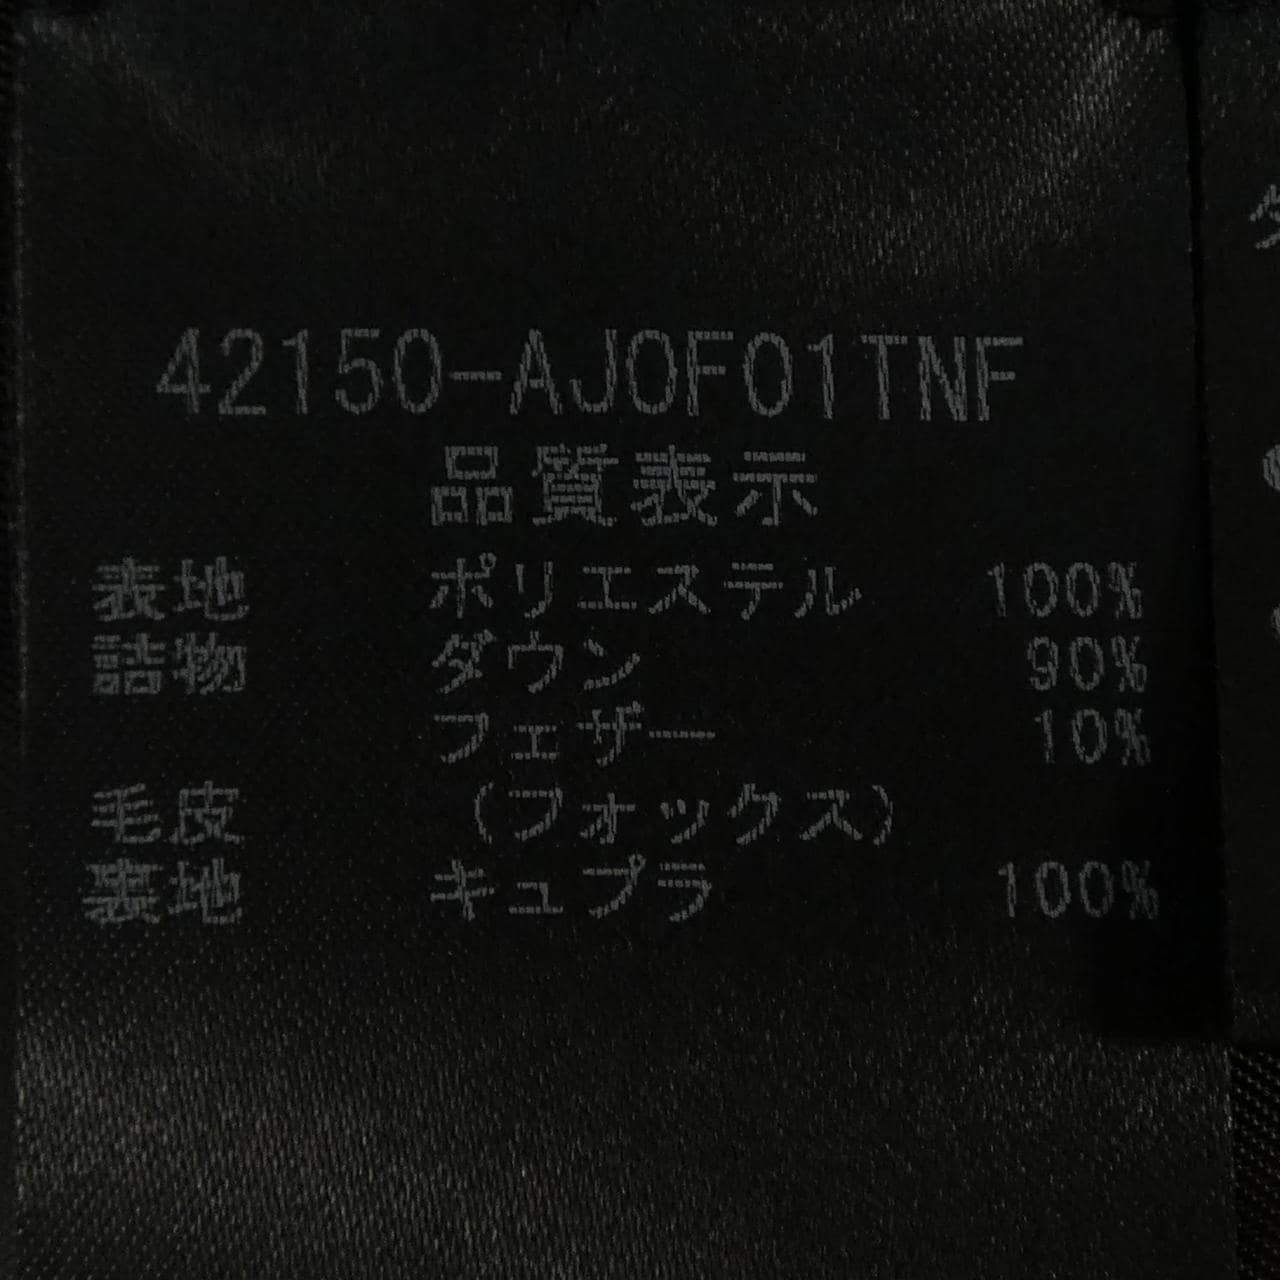 42150-AJ0F01TNF
品質表示
表地 ポリエステル 100%
詰物 ダウン 90%
フェザー 10%
毛皮 (フォックス)
裏地 キュプラ 100%